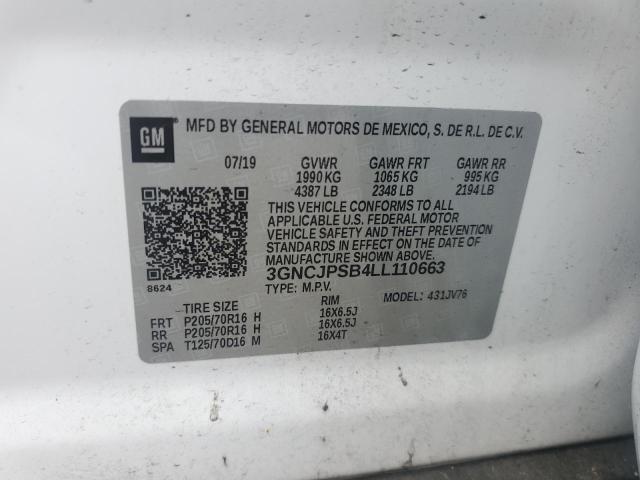 GM MFD BY GENERAL MOTORS DE MEXICO, S. DE R.L. DE C.V.
07/19 GVWR GAWR FRT GAWR RR
1990 KG 1065 KG 995 KG
4387 LB 2348 LB 2194 LB
THIS VEHICLE CONFORMS TO ALL
APPLICABLE U.S. FEDERAL MOTOR
VEHICLE SAFETY AND THEFT PREVENTION
STANDARDS IN EFFECT ON THE DATE OF
MANUFACTURE SHOWN ABOVE.
3GNCJPSB4LL110663
8624
TYPE: M.P.V. MODEL: 431JV76
TIRE SIZE RIM
FRT P205/70R16 H 16X6.5J
RR P205/70R16 H 16X6.5J
SPA T125/70D16 M 16X4T